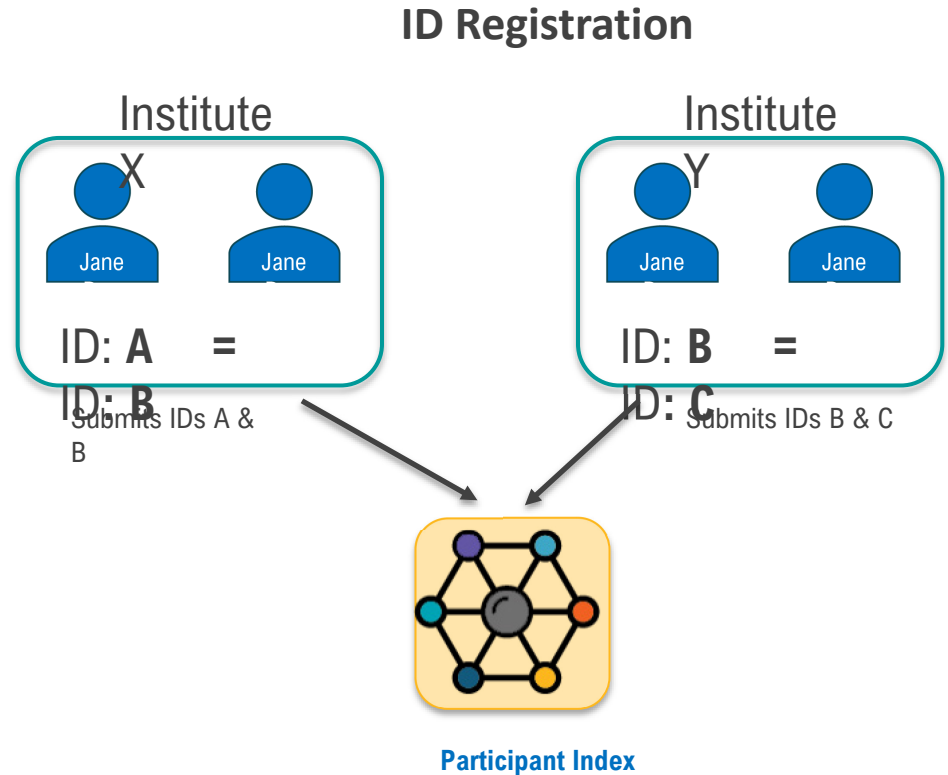 ID Registration
Institute
X
Jane
Jane
ID: A =
ID: B
Submits IDs A &
B
Institute
Y
Jane
Jane
ID: B =
ID: C
Submits IDs B & C
Participant Index